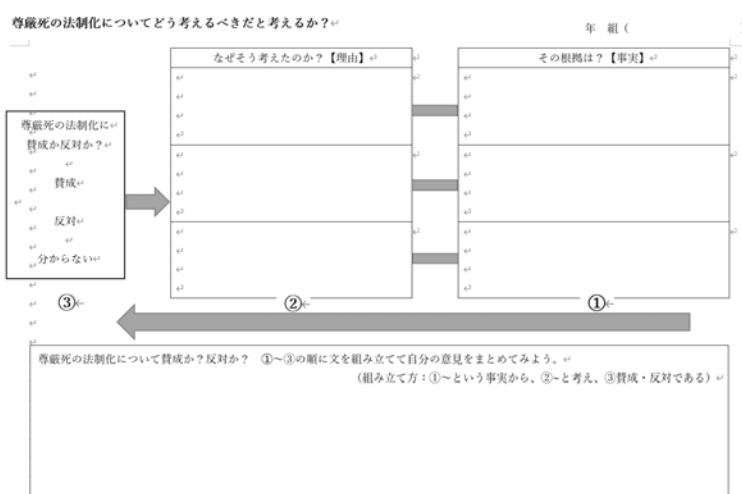 尊厳死の法制化についてどう考えるべきだと考えるか？
年 組（
なぜそう考えたのか？【理由】
その根拠は？【事実】
尊厳死の法制化に
賛成か反対か？
賛成
反対
分からない
③
②
①
尊厳死の法制化について賛成か？反対か？ ①～③の順に文を組み立てて自分の意見をまとめてみよう。
（組み立て方：①～という事実から、②~と考え、③賛成・反対である）